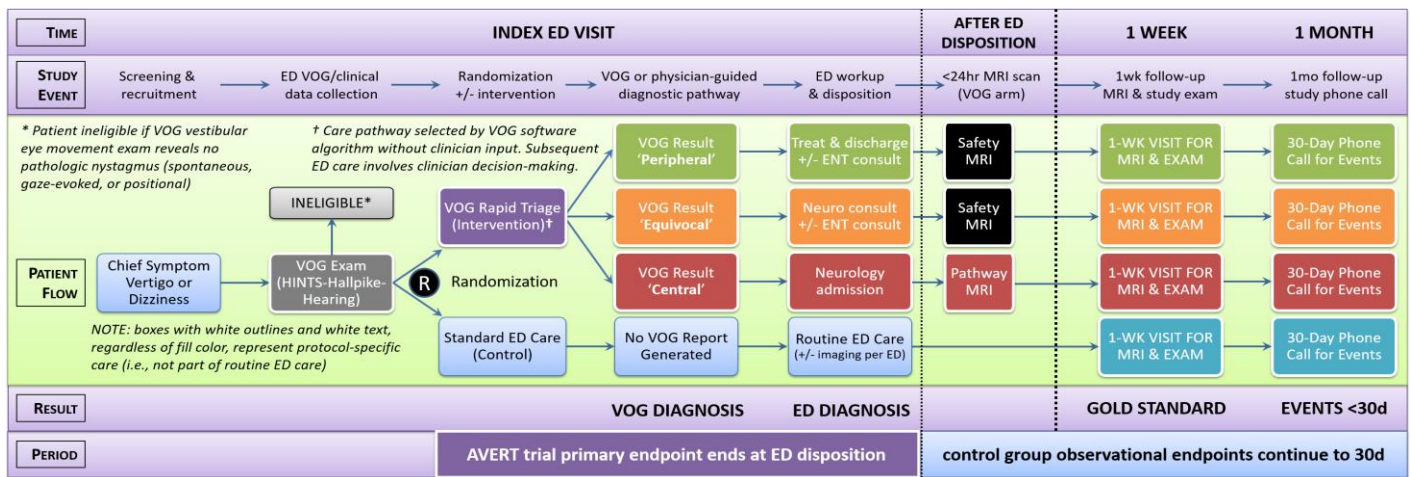 TIME
INDEX ED VISIT
AFTER ED
DISPOSITION
1 WEEK
1 MONTH
STUDY
EVENT
Screening &
recruitment
ED VOG/clinical
data collection
Randomization
+/- intervention
VOG or physician-guided
diagnostic pathway
ED workup
& disposition
<24hr MRI scan
(VOG arm)
1wk follow-up
MRI & study exam
1mo follow-up
study phone call
* Patient ineligible if VOG vestibular
eye movement exam reveals no
pathologic nystagmus (spontaneous,
gaze-evoked, or positional)
† Care pathway selected by VOG software
algorithm without clinician input. Subsequent
ED care involves clinician decision-making.
VOG Result
'Peripheral'
Treat & discharge
+/- ENT consult
Safety
MRI
1-WK VISIT FOR
MRI & EXAM
30-Day Phone
Call for Events
INELIGIBLE*
VOG Rapid Triage
(Intervention)†
VOG Result
'Equivocal'
Neuro consult
+/- ENT consult
Safety
MRI
1-WK VISIT FOR
MRI & EXAM
30-Day Phone
Call for Events
PATIENT
FLOW
Chief Symptom
Vertigo or
Dizziness
VOG Exam
(HINTS-Hallpike-
Hearing)
R
Randomization
VOG Result
'Central'
Neurology
admission
Pathway
MRI
1-WK VISIT FOR
MRI & EXAM
30-Day Phone
Call for Events
NOTE: boxes with white outlines and white text,
regardless of fill color, represent protocol-specific
care (i.e., not part of routine ED care)
Standard ED Care
(Control)
No VOG Report
Generated
Routine ED Care
(+/- imaging per ED)
1-WK VISIT FOR
MRI & EXAM
30-Day Phone
Call for Events
RESULT
VOG DIAGNOSIS
ED DIAGNOSIS
GOLD STANDARD
EVENTS <30d
PERIOD
AVERT trial primary endpoint ends at ED disposition
control group observational endpoints continue to 30d